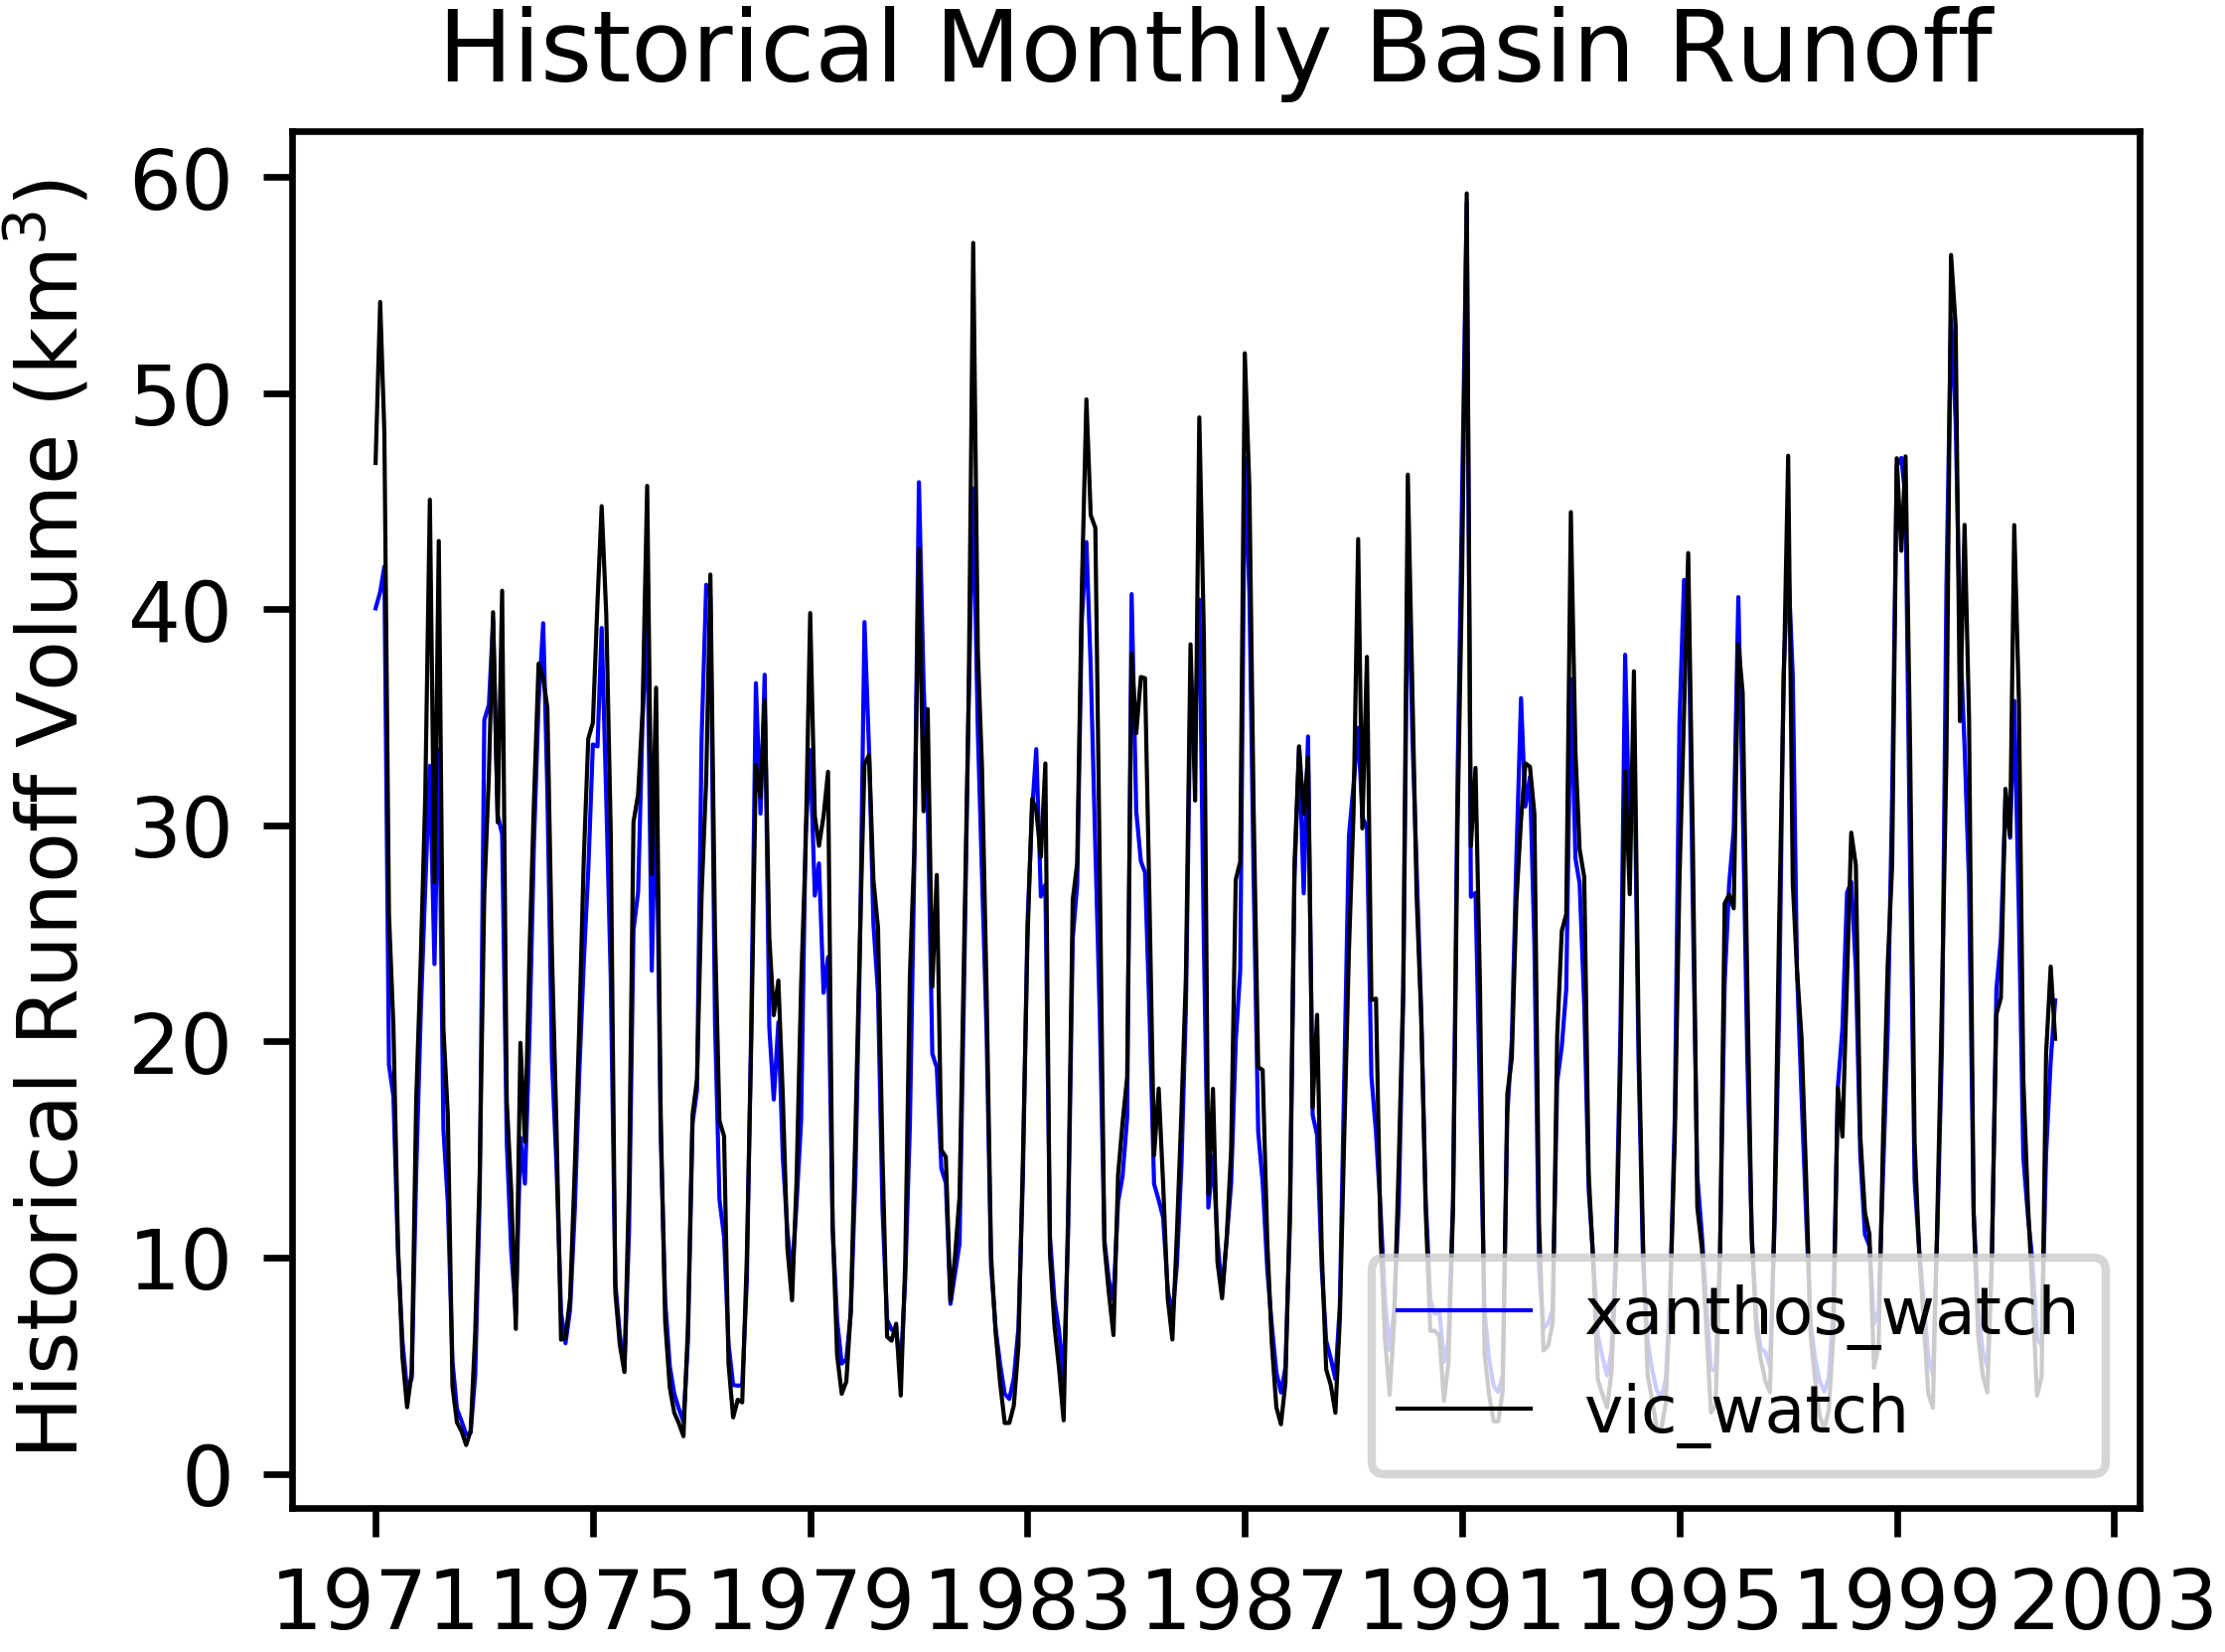 Historical Monthly Basin Runoff
Historical Runoff Volume (km³)
60
50
40
30
20
10
0
xanthos_watch
vic_watch
1971 1975 1979 1983 1987 1991 1995 1999 2003